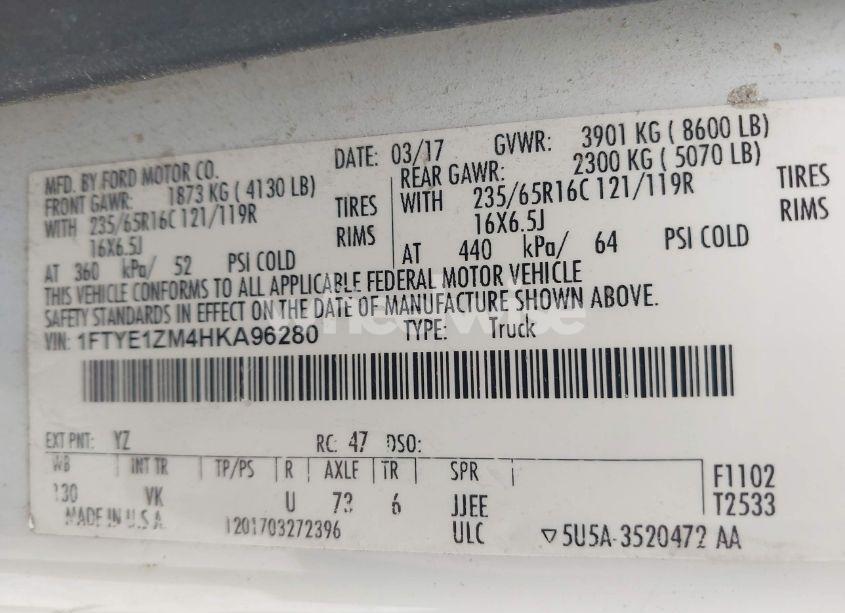 MFD. BY FORD MOTOR CO.
DATE: 03/17
GVWR: 3901 KG ( 8600 LB)
FRONT GAWR: 1873 KG ( 4130 LB)
REAR GAWR: 2300 KG ( 5070 LB)
WITH 235/65R16C 121/119R TIRES
WITH 235/65R16C 121/119R TIRES
16X6.5J RIMS
16X6.5J RIMS
AT 360 kPa/ 52 PSI COLD
AT 440 kPa/ 64 PSI COLD
THIS VEHICLE CONFORMS TO ALL APPLICABLE FEDERAL MOTOR VEHICLE
SAFETY STANDARDS IN EFFECT ON THE DATE OF MANUFACTURE SHOWN ABOVE.
VIN: 1FTYE1ZM4HKA96280
TYPE: Truck
EXT PNT: YZ RC: 47 DSO:
WB INT TR TP/PS R AXLE TR SPR
F1102
130 VK U 6 JJEE
T2533
MADE IN U.S.A.
1201703272396
ULC
5U5A-3520472 AA